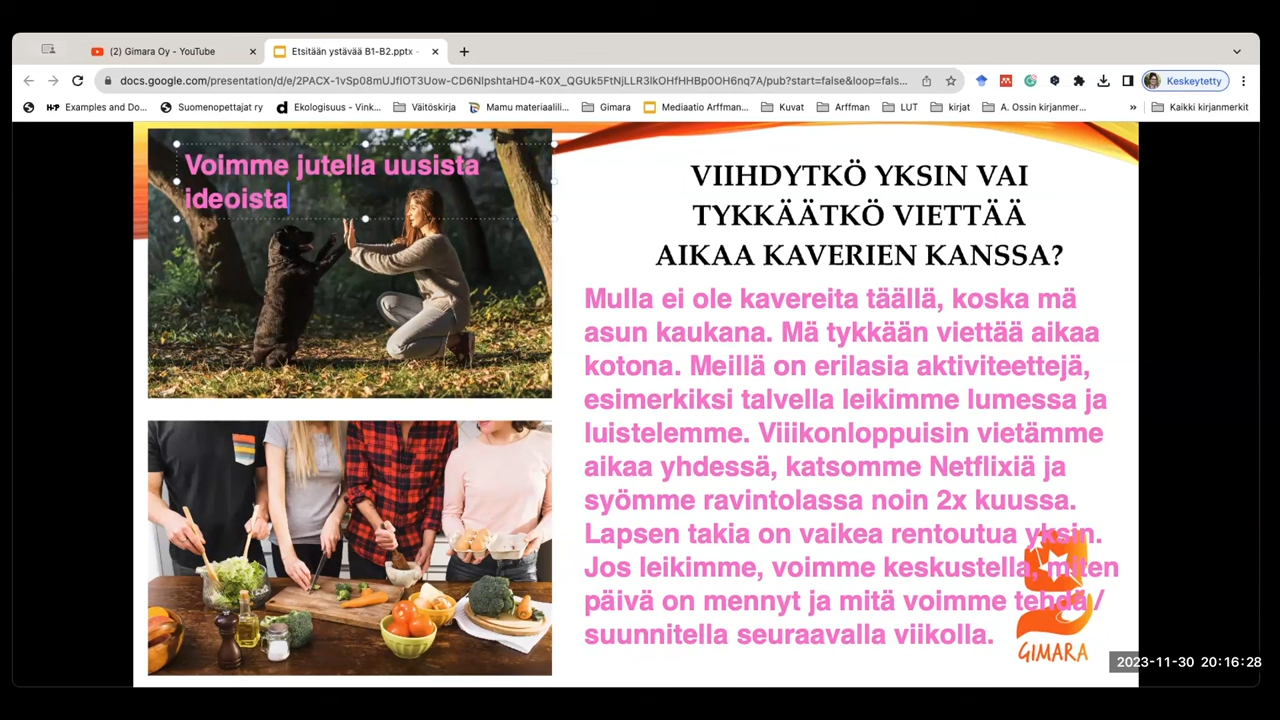 (2) Gimara Oy - YouTube
Etsitään ystävää B1-B2.pptx -
docs.google.com/presentation/d/e/2PACX-1vSp08mUJfIOT3Uow-CD6NlpshtaHD4-K0X_QGUk5FtNjLLR3lkOHfHHBp0OH6nq7A/pub?start=false&loop=fals...
Keskeytetty
Examples and Do...
Suomenopettajat ry
Ekologisuus - Vink...
Väitöskirja
Mamu materiaalil...
Gimara
Mediaatio Arffman...
Kuvat
Arffman
LUT
kirjat
A. Ossin kirjanmer...
»
Kaikki kirjanmerkit
Voimme jutella uusista
ideoista
VIIHDYTKÖ YKSIN VAI
TYKKÄÄTKÖ VIETTÄÄ
AIKAA KAVERIEN KANSSA?
Mulla ei ole kavereita täällä, koska mä
asun kaukana. Mä tykkään viettää aikaa
kotona. Meillä on erilasia aktiviteettejä,
esimerkiksi talvella leikimme lumessa ja
luistelemme. Viiikonloppuisin vietämme
aikaa yhdessä, katsomme Netflixiä ja
syömme ravintolassa noin 2x kuussa.
Lapsen takia on vaikea rentoutua yksin.
Jos leikimme, voimme keskustella, miten
päivä on mennyt ja mitä voimme tehdä /
suunnitella seuraavalla viikolla.
GIMARA
2023-11-30 20:16:28